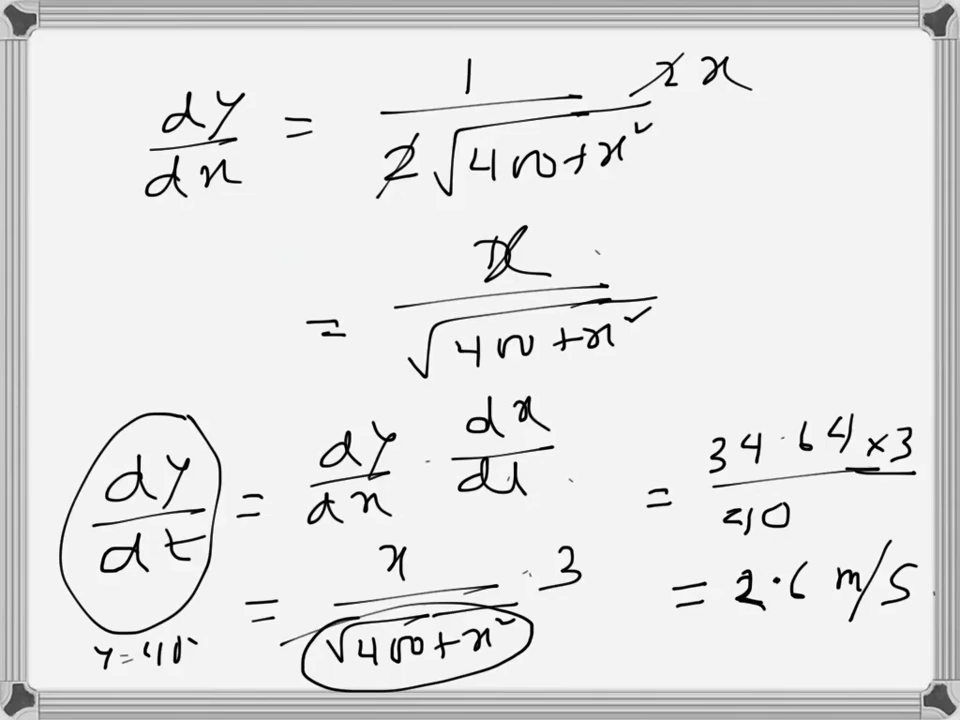 dy/dx = 1/(2√(400+x²)) 2x
= x/√(400+x²)
dy/dt = dy/dx · dx/dt
= x/√(400+x²) · 3
y=40
= 34.64×3/40
= 2.6 m/s